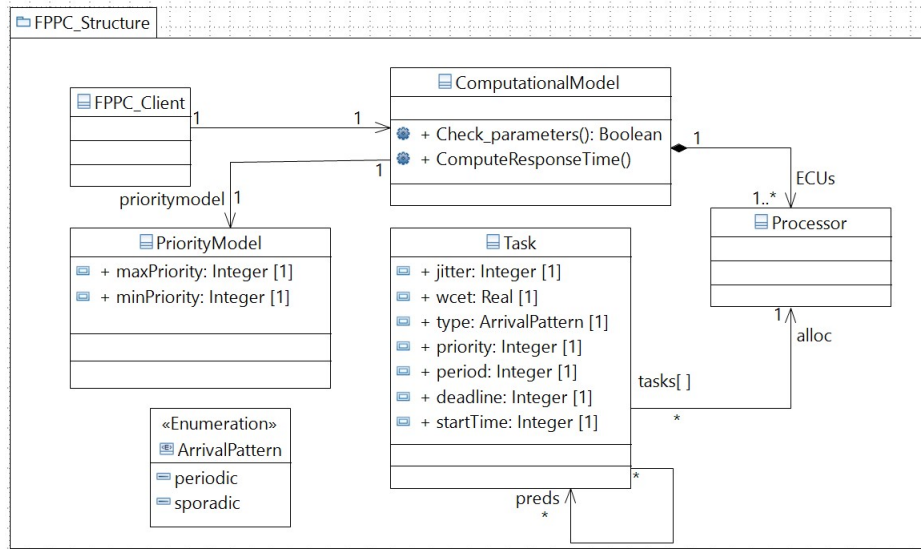 FPPC_Structure
ComputationalModel
FPPC_Client
1
1
+ Check_parameters(): Boolean
+ ComputeResponseTime()
1
1
prioritymodel
1
ECUs
1..*
PriorityModel
+ maxPriority: Integer [1]
+ minPriority: Integer [1]
Task
+ jitter: Integer [1]
+ wcet: Real [1]
+ type: ArrivalPattern [1]
+ priority: Integer [1]
+ period: Integer [1]
+ deadline: Integer [1]
+ startTime: Integer [1]
Processor
1
alloc
tasks[ ]
*
«Enumeration»
ArrivalPattern
periodic
sporadic
*
preds
*